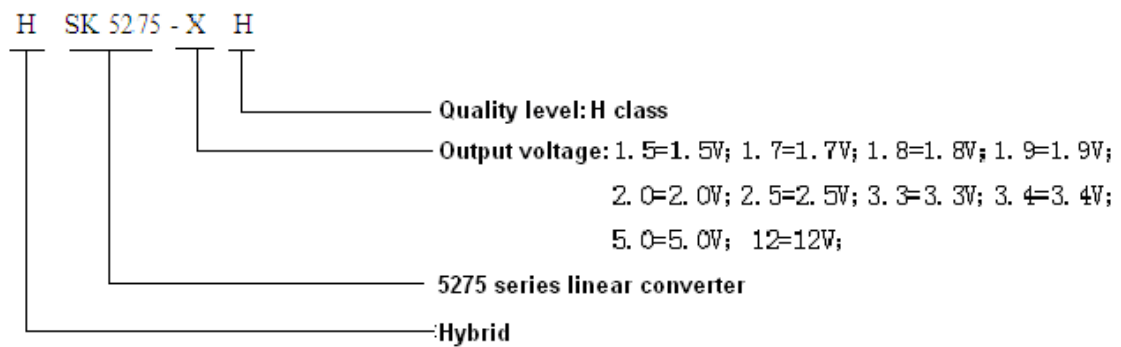 H SK 5275 - X H
Quality level: H class
Output voltage: 1.5=1.5V; 1.7=1.7V; 1.8=1.8V; 1.9=1.9V;
2.0=2.0V; 2.5=2.5V; 3.3=3.3V; 3.4=3.4V;
5.0=5.0V; 12=12V;
5275 series linear converter
Hybrid